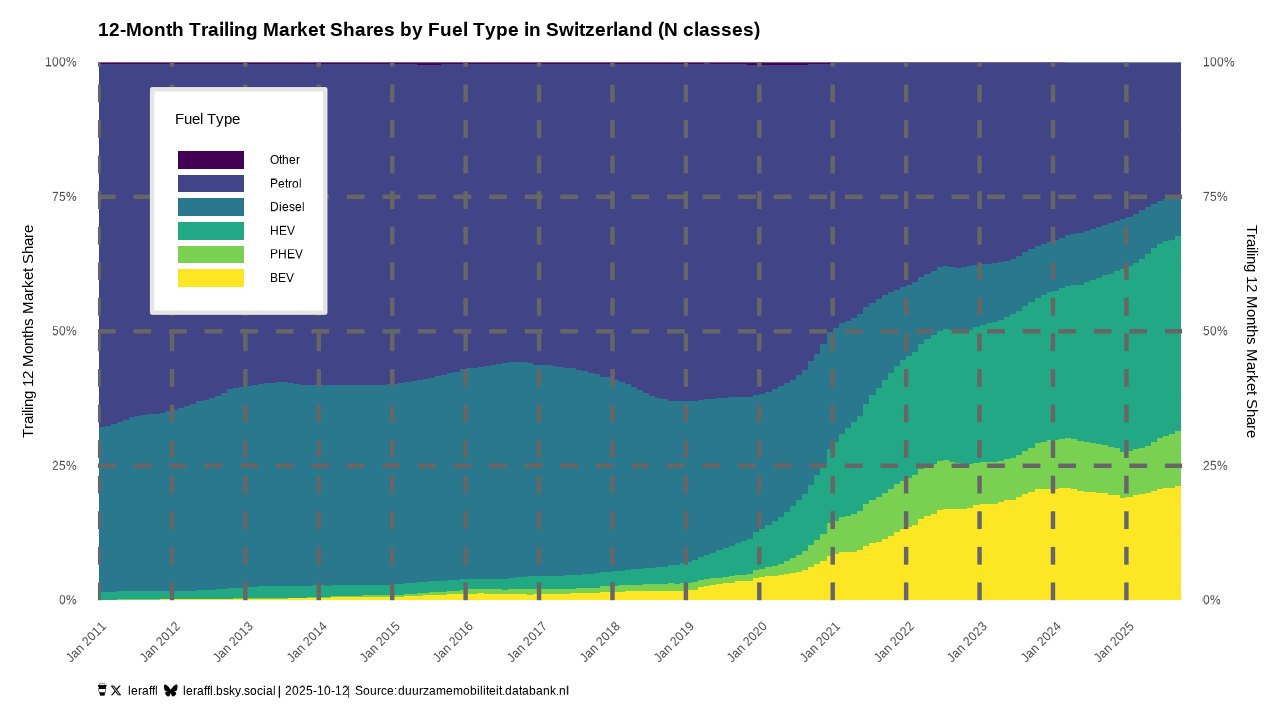 12-Month Trailing Market Shares by Fuel Type in Switzerland (N classes)
100%
75%
50%
25%
0%
Trailing 12 Months Market Share
Fuel Type
Other
Petrol
Diesel
HEV
PHEV
BEV
100%
75%
50%
25%
0%
Trailing 12 Months Market Share
Jan 2011
Jan 2012
Jan 2013
Jan 2014
Jan 2015
Jan 2016
Jan 2017
Jan 2018
Jan 2019
Jan 2020
Jan 2021
Jan 2022
Jan 2023
Jan 2024
Jan 2025
leraffl leraffl.bsky.social | 2025-10-12 | Source: duurzamemobiliteit.databank.nl